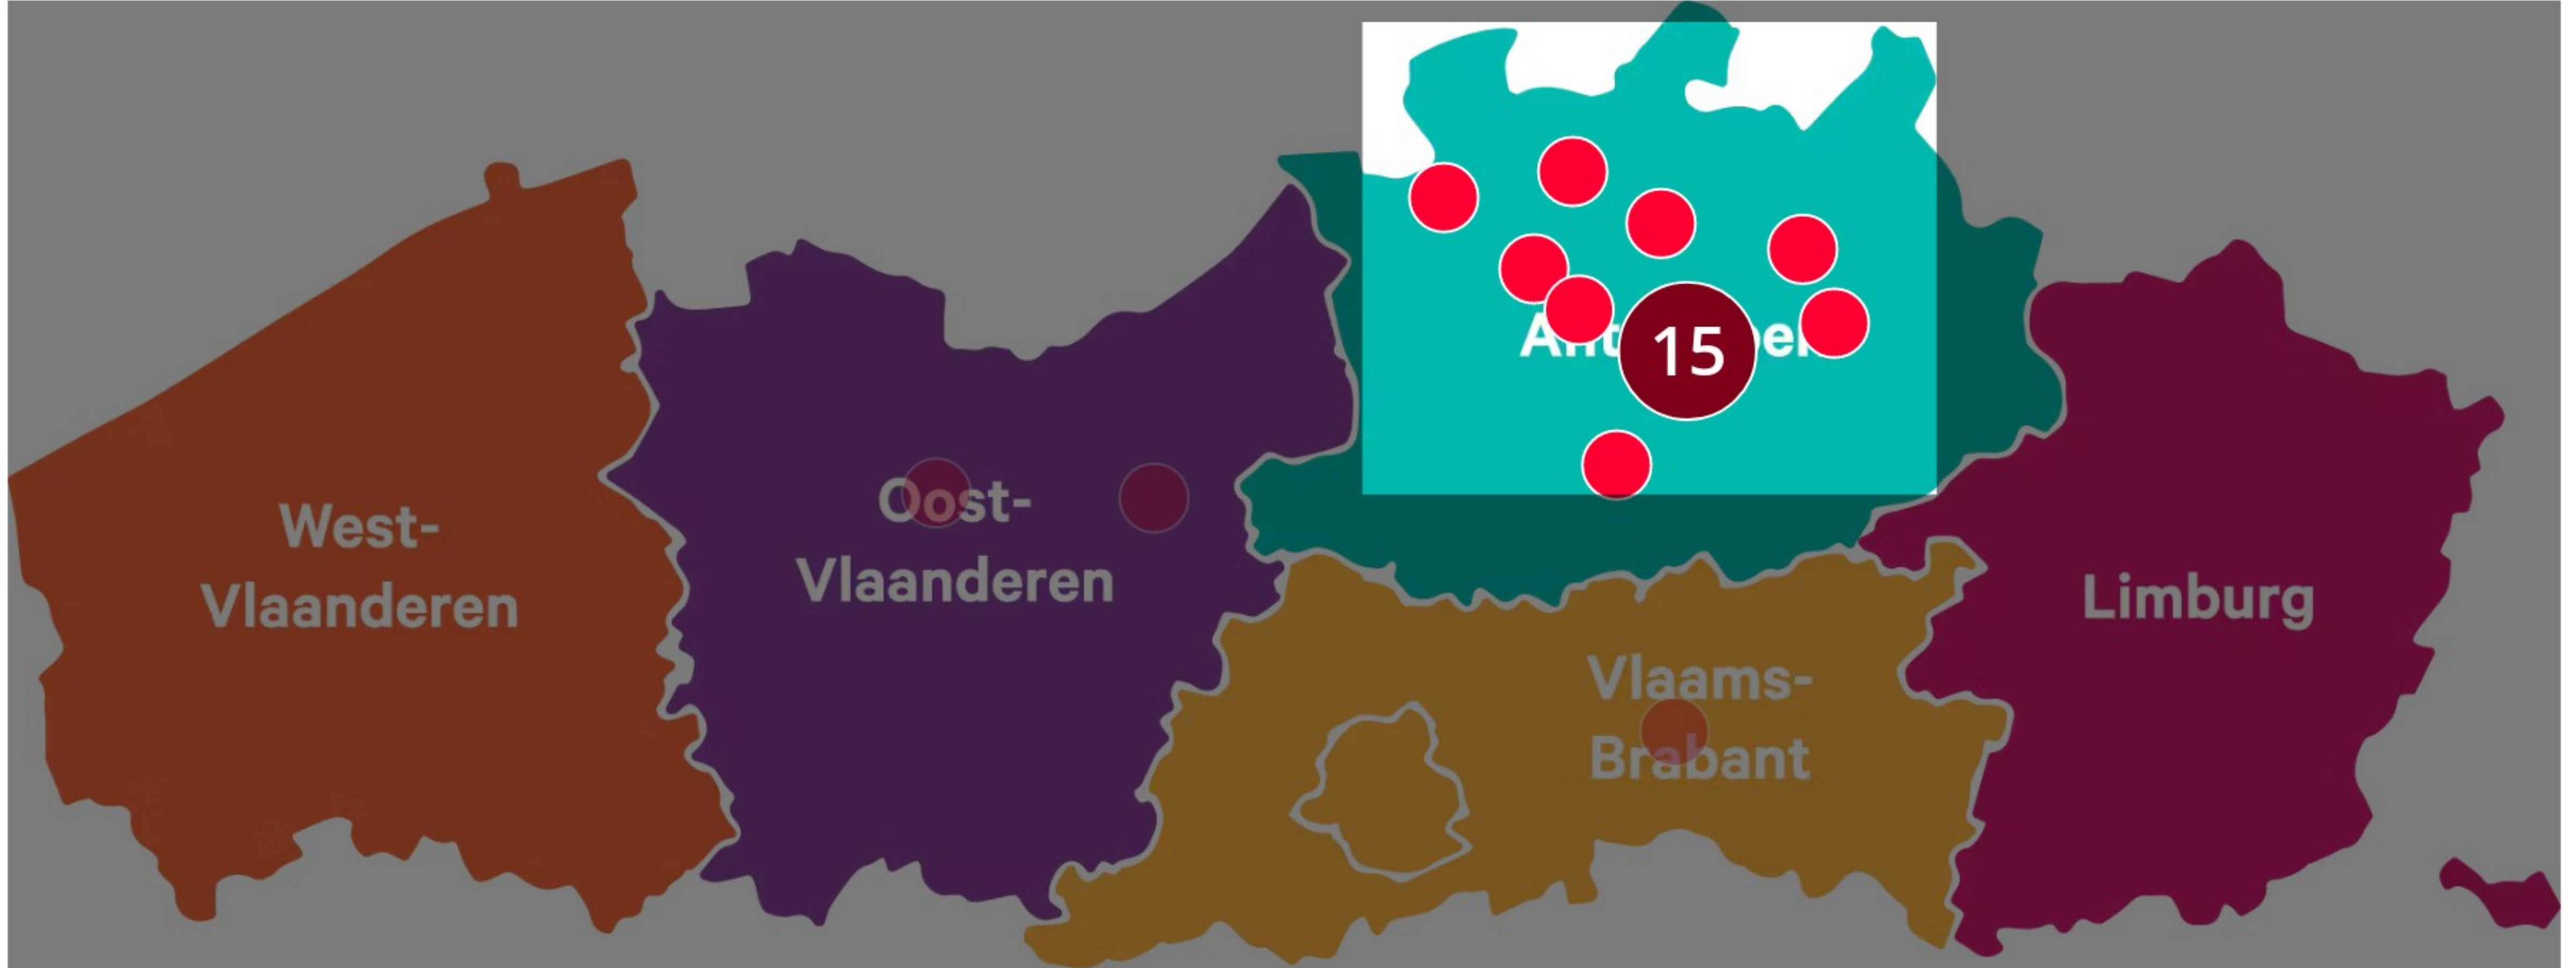 15
West-
Vlaanderen
Oost-
Vlaanderen
Limburg
Vlaams-
Brabant